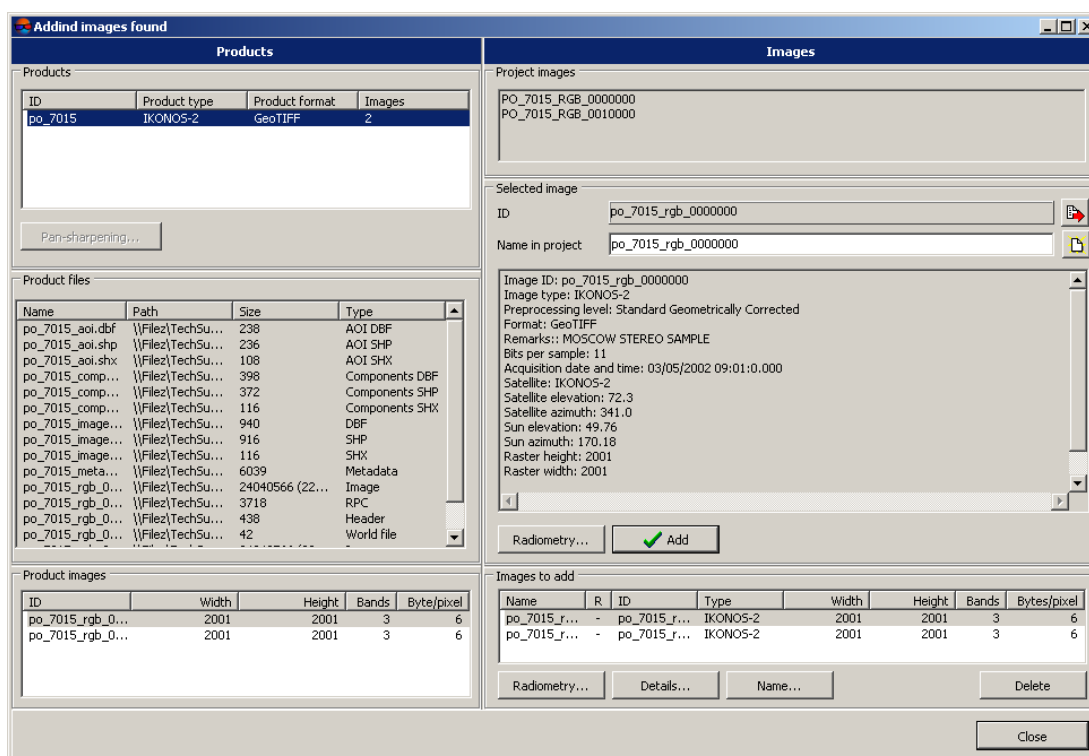 Addind images found
Products
Products
ID Product type Product format Images
po_7015 IKONOS-2 GeoTIFF 2
Pan-sharpening...
Product files
Name Path Size Type
po_7015_aoi.dbf \\Filez\TechSu... 238 AOI DBF
po_7015_aoi.shp \\Filez\TechSu... 236 AOI SHP
po_7015_aoi.shx \\Filez\TechSu... 108 AOI SHX
po_7015_comp... \\Filez\TechSu... 398 Components DBF
po_7015_comp... \\Filez\TechSu... 372 Components SHP
po_7015_comp... \\Filez\TechSu... 116 Components SHX
po_7015_image... \\Filez\TechSu... 940 DBF
po_7015_image... \\Filez\TechSu... 916 SHP
po_7015_image... \\Filez\TechSu... 116 SHX
po_7015_meta... \\Filez\TechSu... 6039 Metadata
po_7015_rgb_0... \\Filez\TechSu... 24040566 (22... Image
po_7015_rgb_0... \\Filez\TechSu... 3718 RPC
po_7015_rgb_0... \\Filez\TechSu... 438 Header
po_7015_rgb_0... \\Filez\TechSu... 42 World file
Product images
ID Width Height Bands Byte/pixel
po_7015_rgb_0... 2001 2001 3 6
po_7015_rgb_0... 2001 2001 3 6
Images
Project images
PO_7015_RGB_0000000
PO_7015_RGB_0010000
Selected image
ID po_7015_rgb_0000000
Name in project po_7015_rgb_0000000
Image ID: po_7015_rgb_0000000
Image type: IKONOS-2
Preprocessing level: Standard Geometrically Corrected
Format: GeoTIFF
Remarks:: MOSCOW STEREO SAMPLE
Bits per sample: 11
Acquisition date and time: 03/05/2002 09:01:0.000
Satellite: IKONOS-2
Satellite elevation: 72.3
Satellite azimuth: 341.0
Sun elevation: 49.76
Sun azimuth: 170.18
Raster height: 2001
Raster width: 2001
Radiometry... Add
Images to add
Name R ID Type Width Height Bands Bytes/pixel
po_7015_r... - po_7015_r... IKONOS-2 2001 2001 3 6
po_7015_r... - po_7015_r... IKONOS-2 2001 2001 3 6
Radiometry... Details... Name... Delete
Close